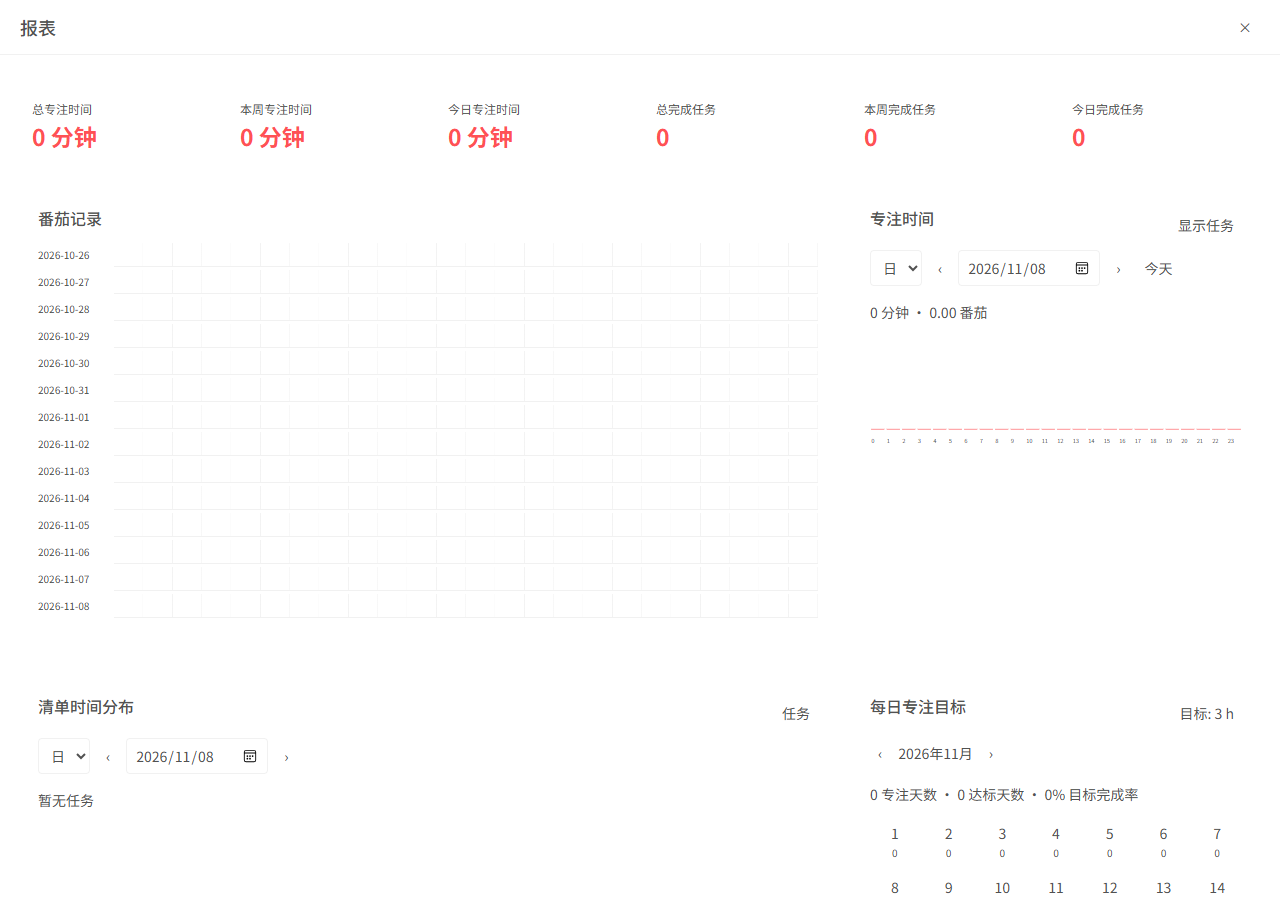 报表
×
总专注时间
0 分钟
本周专注时间
0 分钟
今日专注时间
0 分钟
总完成任务
0
本周完成任务
0
今日完成任务
0
番茄记录
2026-10-26
2026-10-27
2026-10-28
2026-10-29
2026-10-30
2026-10-31
2026-11-01
2026-11-02
2026-11-03
2026-11-04
2026-11-05
2026-11-06
2026-11-07
2026-11-08
专注时间
显示任务
日 ‹ 2026/11/08 › 今天
0 分钟 • 0.00 番茄
0 1 2 3 4 5 6 7 8 9 10 11 12 13 14 15 16 17 18 19 20 21 22 23
清单时间分布
任务
日 ‹ 2026/11/08 ›
暂无任务
每日专注目标
目标: 3 h
‹ 2026年11月 ›
0 专注天数 • 0 达标天数 • 0% 目标完成率
1 2 3 4 5 6 7
0 0 0 0 0 0 0
8 9 10 11 12 13 14